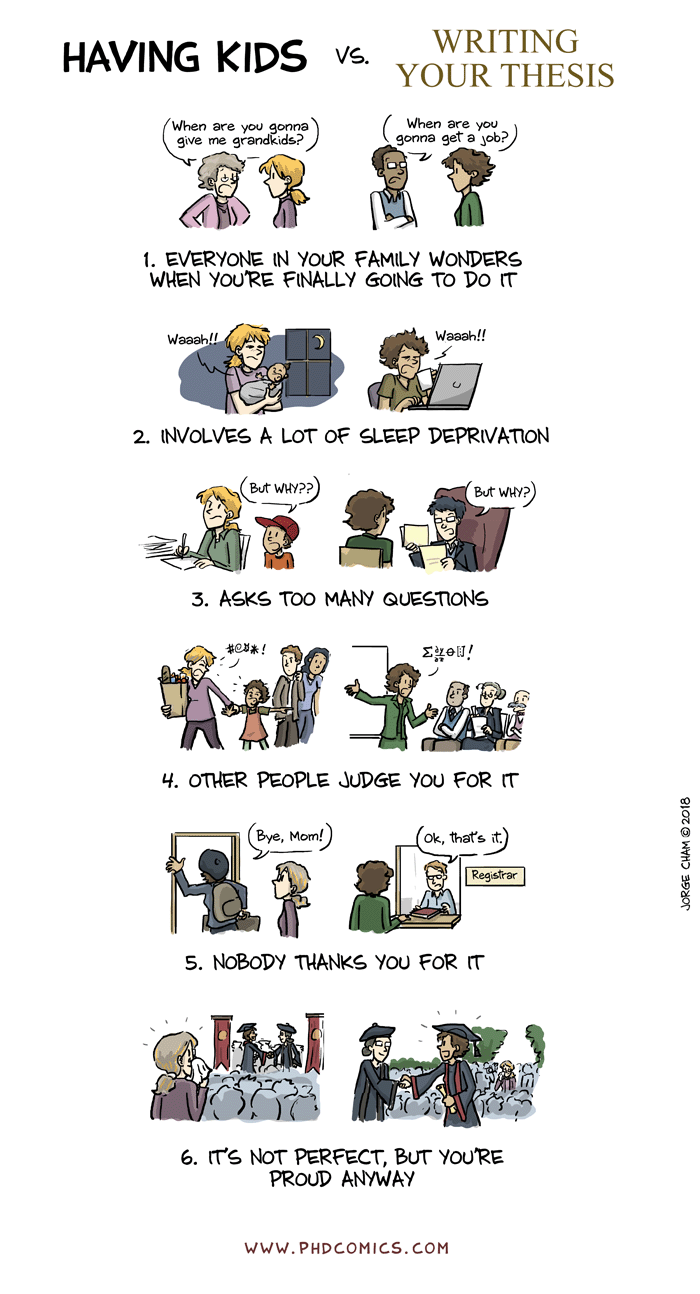 HAVING KIDS
VS.
WRITING
YOUR THESIS
When are you gonna
give me grandkids?
When are you
gonna get a job?
1. EVERYONE IN YOUR FAMILY WONDERS
WHEN YOU'RE FINALLY GOING TO DO IT
Waaah!!
Waaah!!
2. INVOLVES A LOT OF SLEEP DEPRIVATION
But WHY??
But WHY?
3. ASKS TOO MANY QUESTIONS
#@¤*!
4. OTHER PEOPLE JUDGE YOU FOR IT
Bye, Mom!
Ok, that's it.
Registrar
5. NOBODY THANKS YOU FOR IT
6. IT'S NOT PERFECT, BUT YOU'RE
PROUD ANYWAY
JORGE CHAM © 2018
WWW.PHDCOMICS.COM